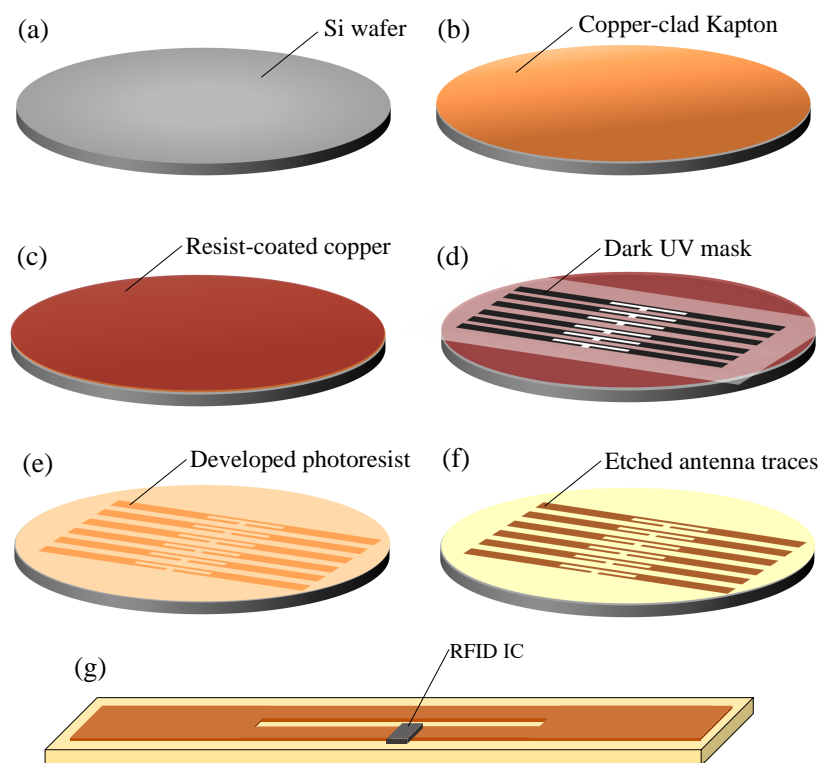 (a)
Si wafer
(b)
Copper-clad Kapton
(c)
Resist-coated copper
(d)
Dark UV mask
(e)
Developed photoresist
(f)
Etched antenna traces
(g)
RFID IC